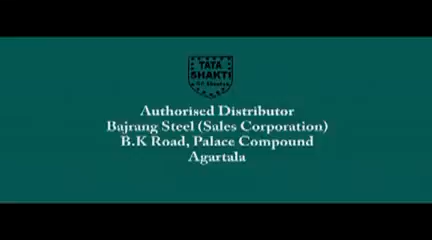 TATA
SHAKTI
Authorised Distributor
Bajrang Steel (Sales Corporation)
B.K Road, Palace Compound
Agartala